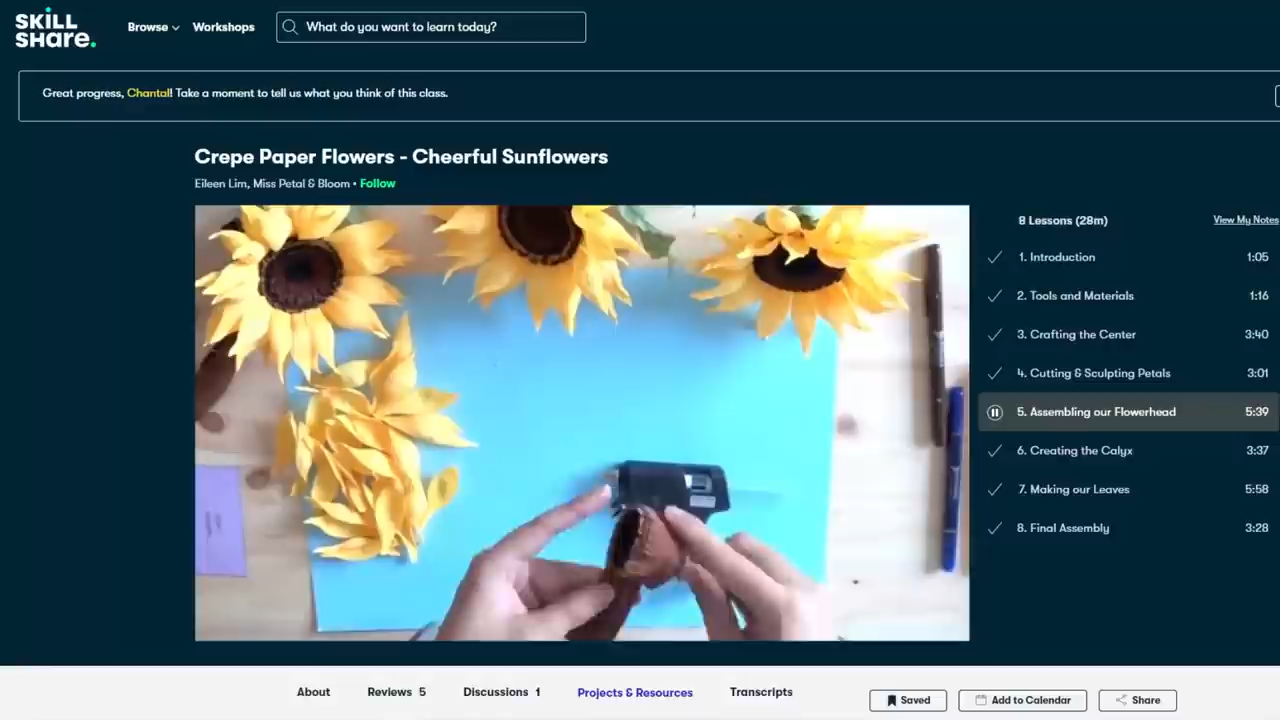 SKiLL
SHare.
Browse
Workshops
What do you want to learn today?
Great progress, Chantal! Take a moment to tell us what you think of this class.
Crepe Paper Flowers - Cheerful Sunflowers
Eileen Lim, Miss Petal & Bloom • Follow
8 Lessons (28m)
View My Notes
1. Introduction 1:05
2. Tools and Materials 1:16
3. Crafting the Center 3:40
4. Cutting & Sculpting Petals 3:01
5. Assembling our Flowerhead 5:39
6. Creating the Calyx 3:37
7. Making our Leaves 5:58
8. Final Assembly 3:28
About
Reviews 5
Discussions 1
Projects & Resources
Transcripts
Saved
Add to Calendar
Share